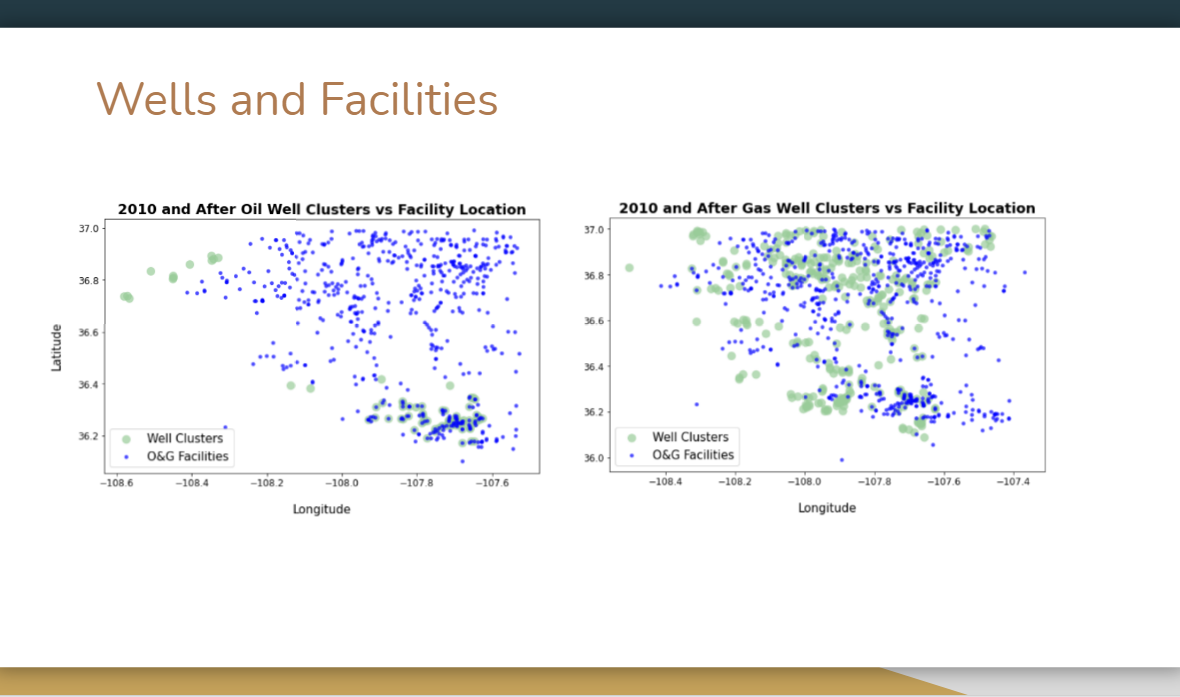 Wells and Facilities
2010 and After Oil Well Clusters vs Facility Location
37.0
36.8
36.6
36.4
36.2
Latitude
Well Clusters
O&G Facilities
−108.6 −108.4 −108.2 −108.0 −107.8 −107.6
Longitude
2010 and After Gas Well Clusters vs Facility Location
37.0
36.8
36.6
36.4
36.2
36.0
Well Clusters
O&G Facilities
−108.4 −108.2 −108.0 −107.8 −107.6 −107.4
Longitude